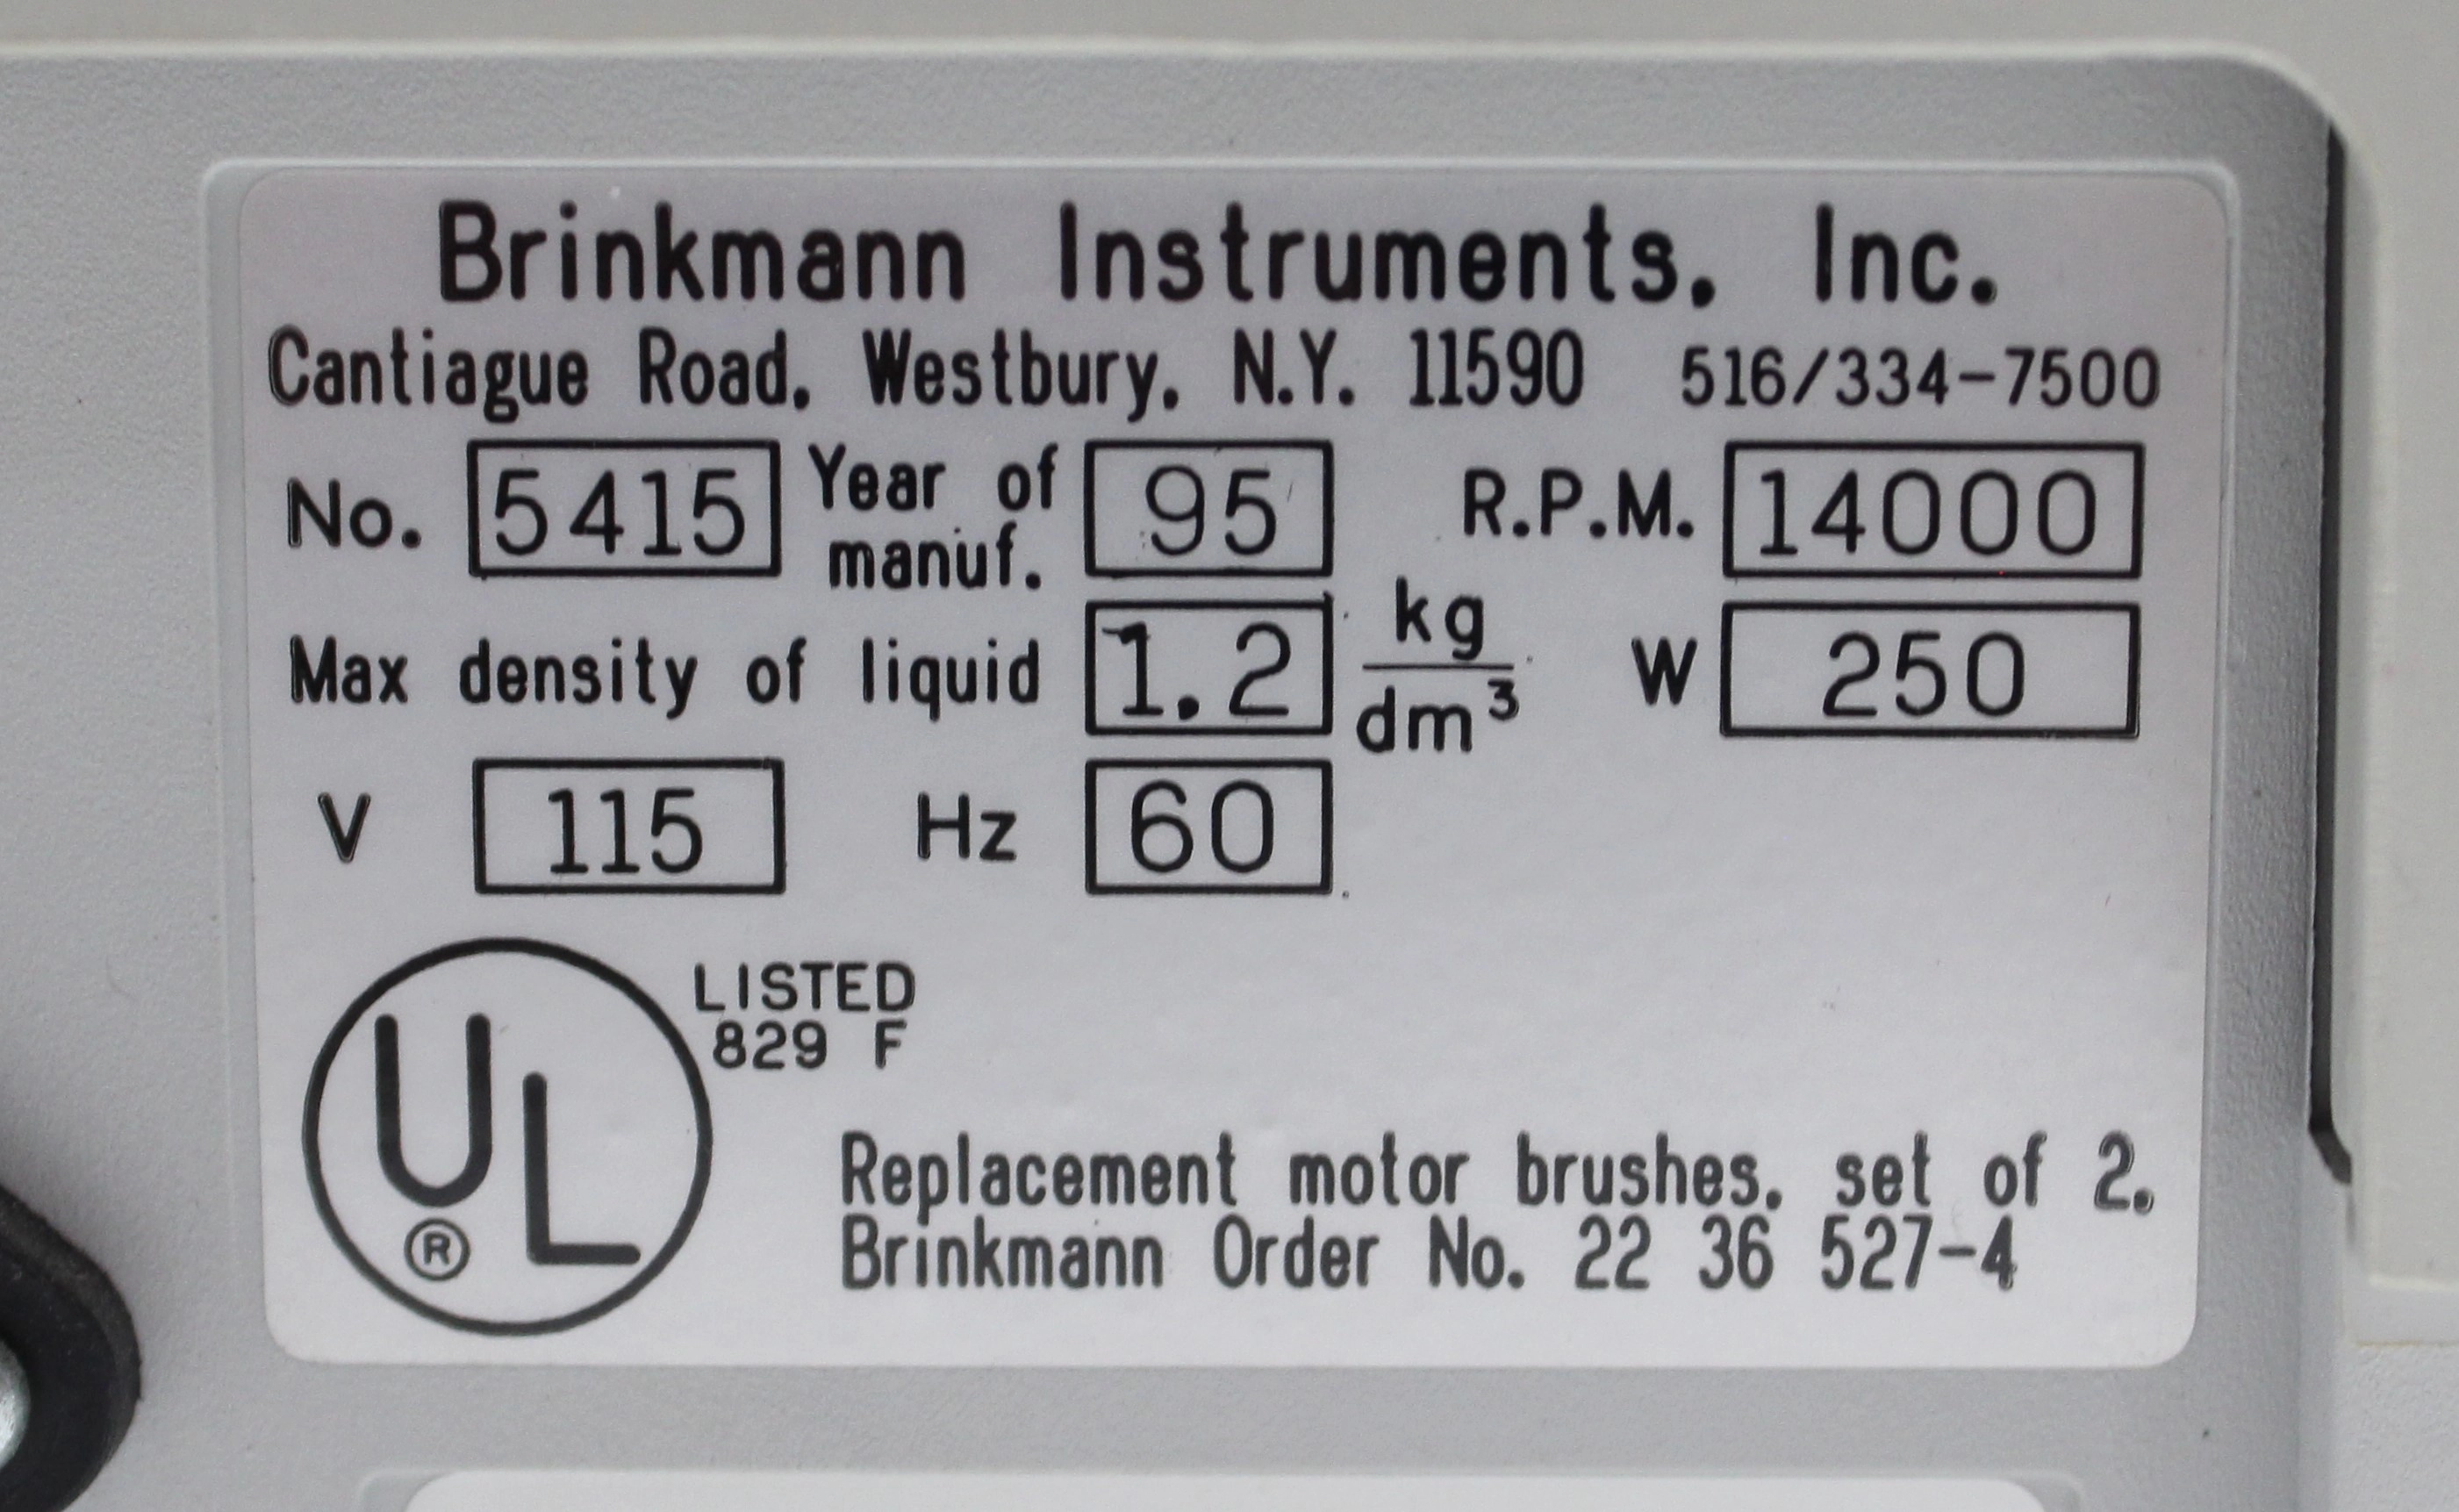 Brinkmann Instruments, Inc.
Cantiague Road, Westbury, N.Y. 11590 516/334-7500
No. 5415 Year of manuf. 95 R.P.M. 14000
Max density of liquid 1.2 kg/dm³ W 250
V 115 Hz 60
UL ® LISTED
829 F
Replacement motor brushes, set of 2,
Brinkmann Order No. 22 36 527-4